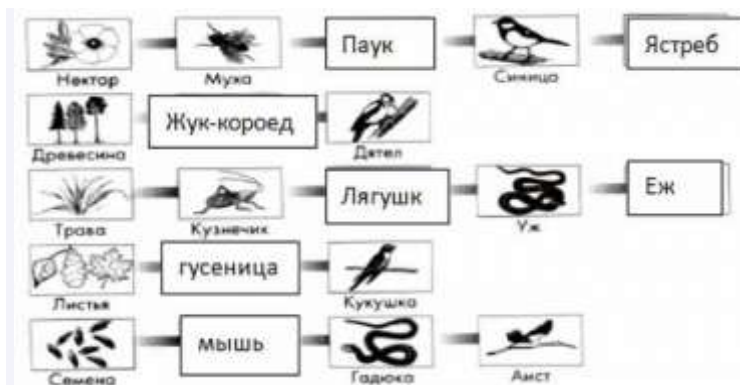 Паук
Ястреб
Нектар Муха Синица
Жук-короед
Древесина Дятел
Лягушк
Еж
Трава Кузнечик Уж
гусеница
Листья Кукушка
мышь
Семена Гадюка Аист